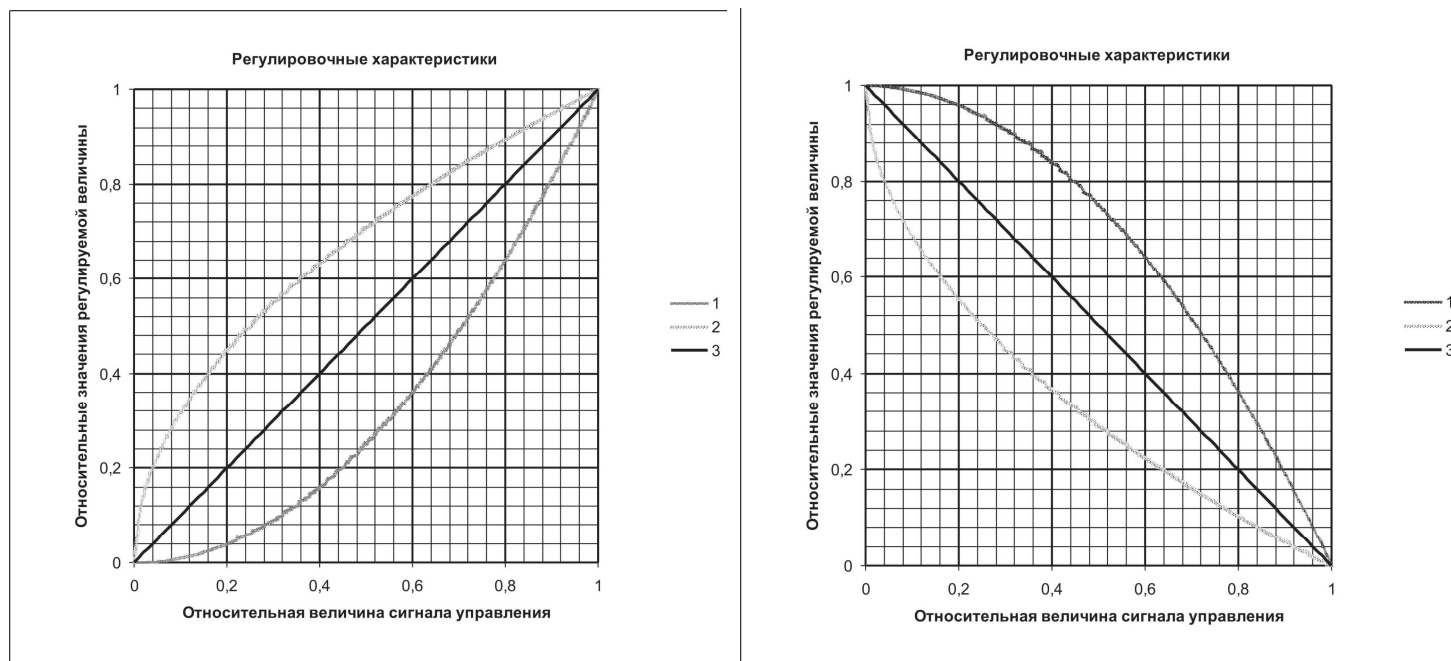 Регулировочные характеристики
Относительные значения регулируемой величины
1
0,8
0,6
0,4
0,2
0
0 0,2 0,4 0,6 0,8 1
Относительная величина сигнала управления
1
2
3
Регулировочные характеристики
Относительные значения регулируемой величины
1
0,8
0,6
0,4
0,2
0
0 0,2 0,4 0,6 0,8 1
Относительная величина сигнала управления
1
2
3